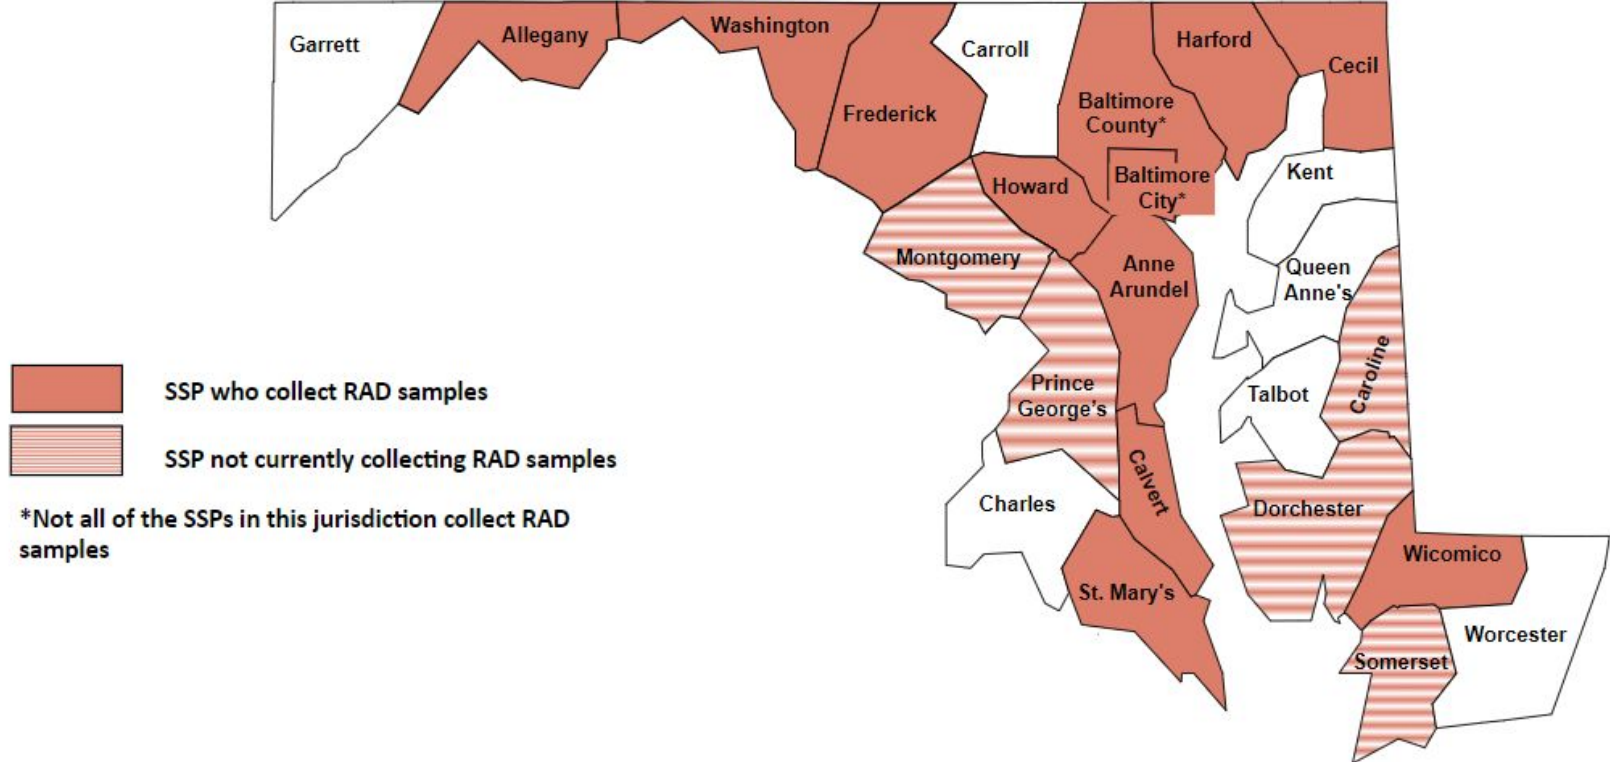 Garrett
Allegany
Washington
Frederick
Carroll
Baltimore
County*
Harford
Cecil
Baltimore
City*
Howard
Kent
Montgomery
Anne
Arundel
Queen
Anne's
Prince
George's
Talbot
Caroline
SSP who collect RAD samples
SSP not currently collecting RAD samples
*Not all of the SSPs in this jurisdiction collect RAD
samples
Charles
Calvert
Dorchester
St. Mary's
Wicomico
Worcester
Somerset